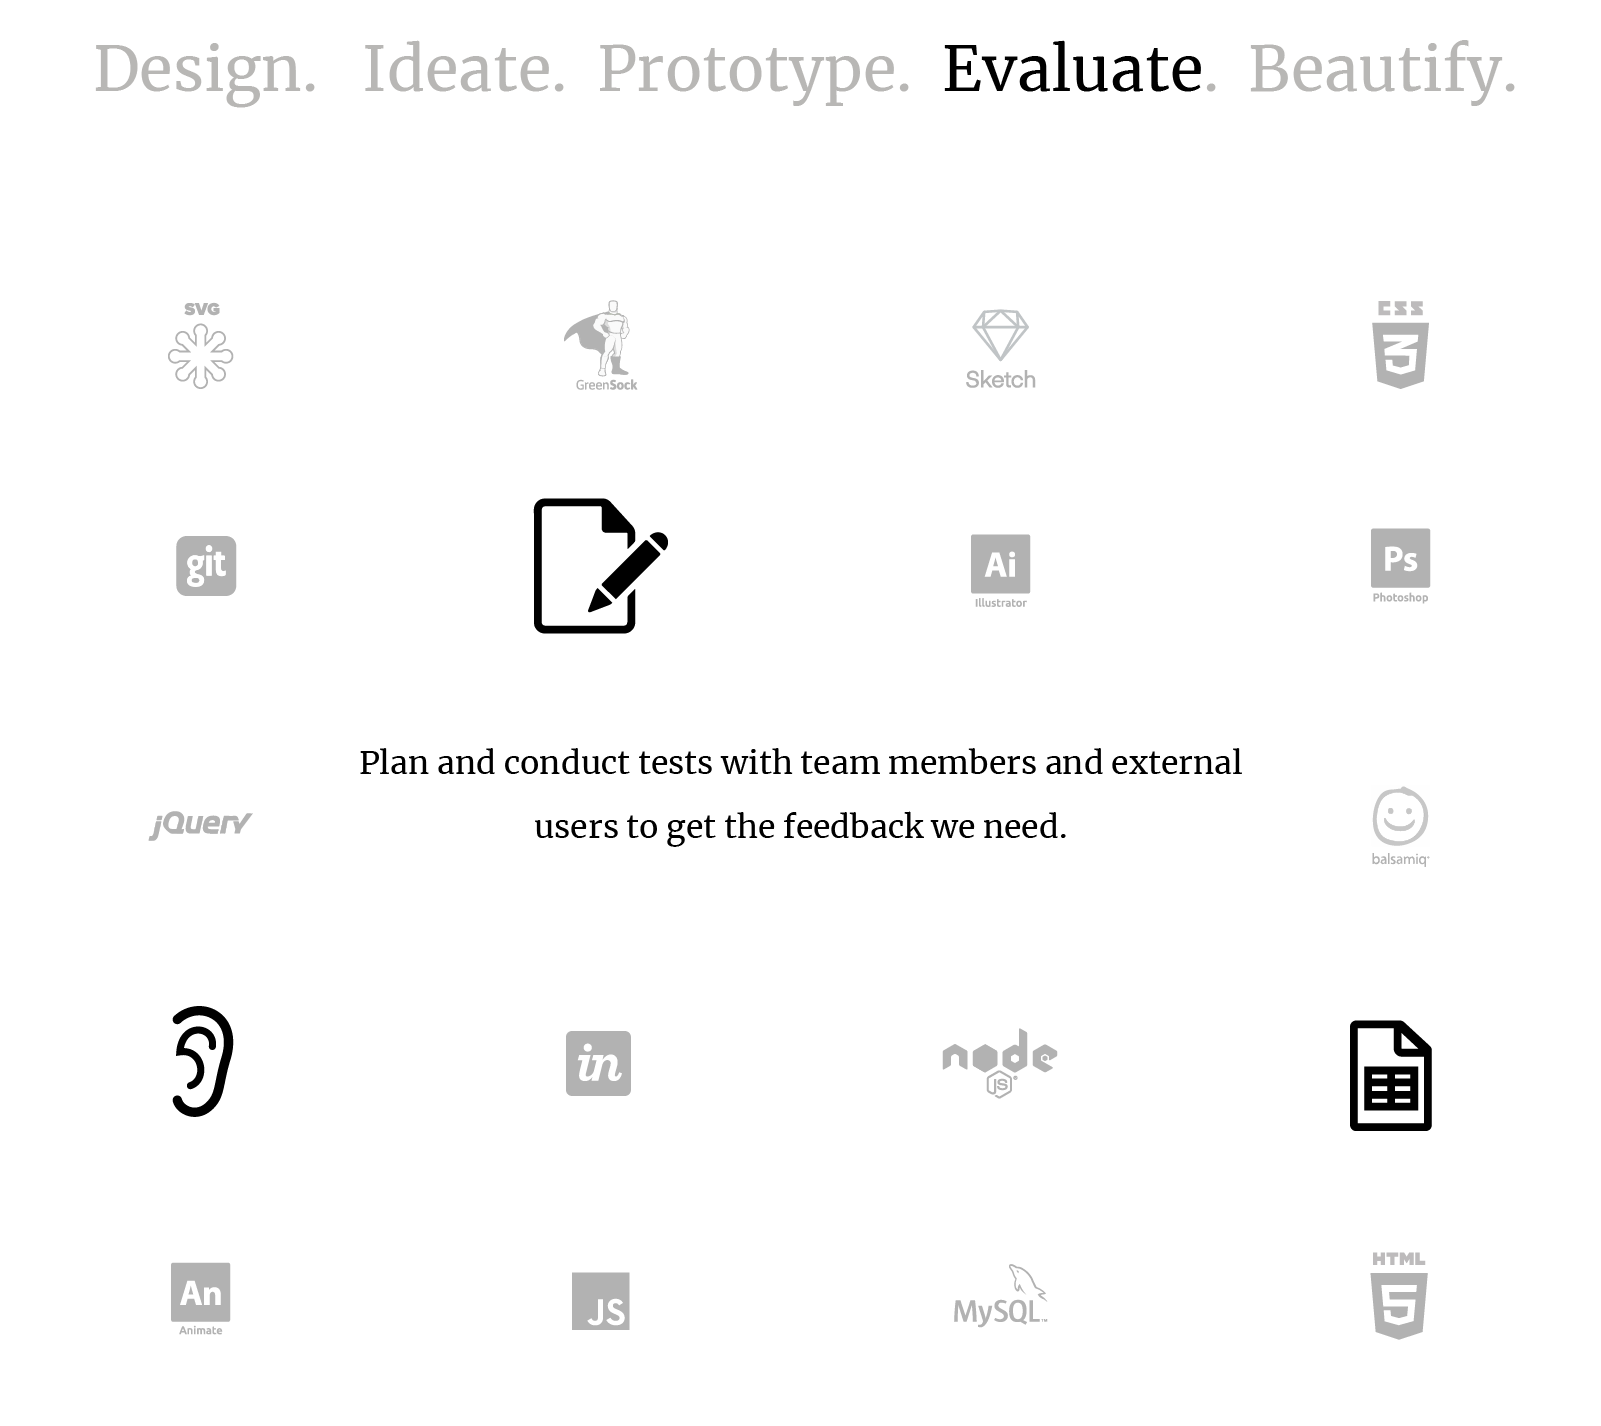 Design. Ideate. Prototype. Evaluate. Beautify.
SVG
GreenSock
Sketch
CSS
3
git
Ai
Illustrator
Ps
Photoshop
Plan and conduct tests with team members and external
users to get the feedback we need.
jQuery
balsamiq®
in
node
JS®
An
Animate
JS
MySQL™
HTML
5